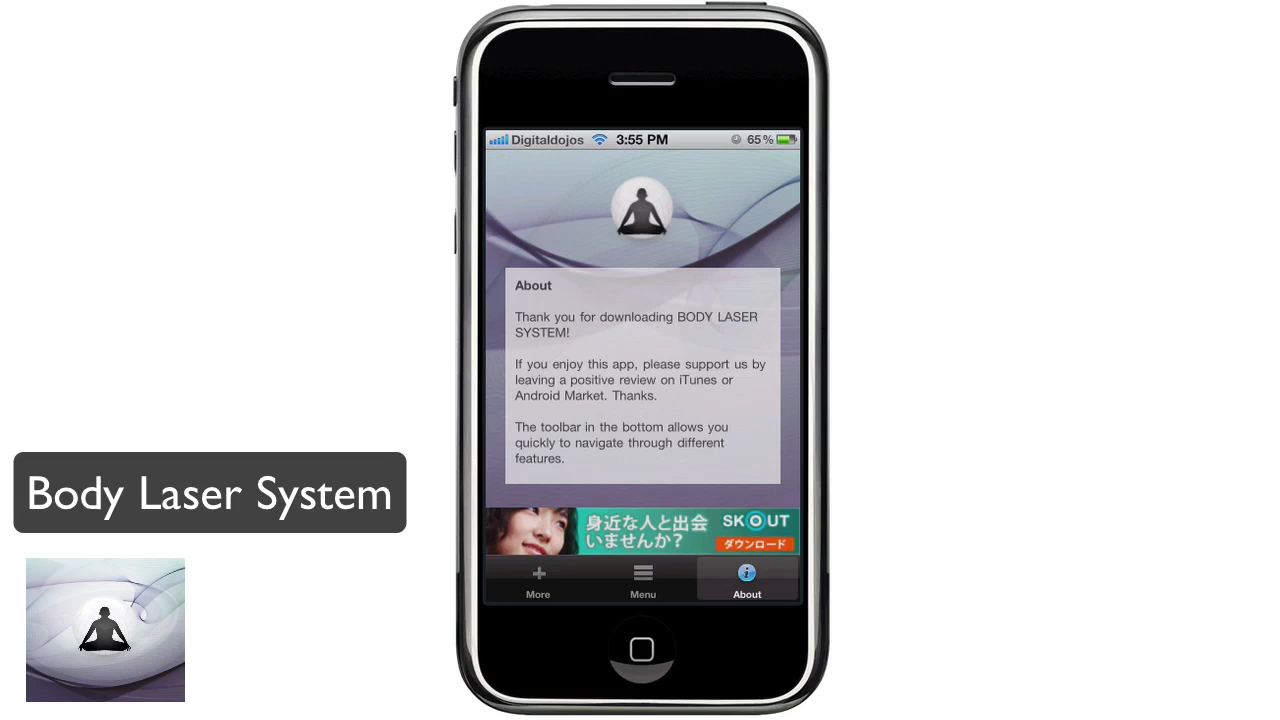 Digitaldojos 3:55 PM 65%
About
Thank you for downloading BODY LASER
SYSTEM!
If you enjoy this app, please support us by
leaving a positive review on iTunes or
Android Market. Thanks.
The toolbar in the bottom allows you
quickly to navigate through different
features.
Body Laser System
身近な人と出会
いませんか?
SKOUT
ダウンロード
More
Menu
About